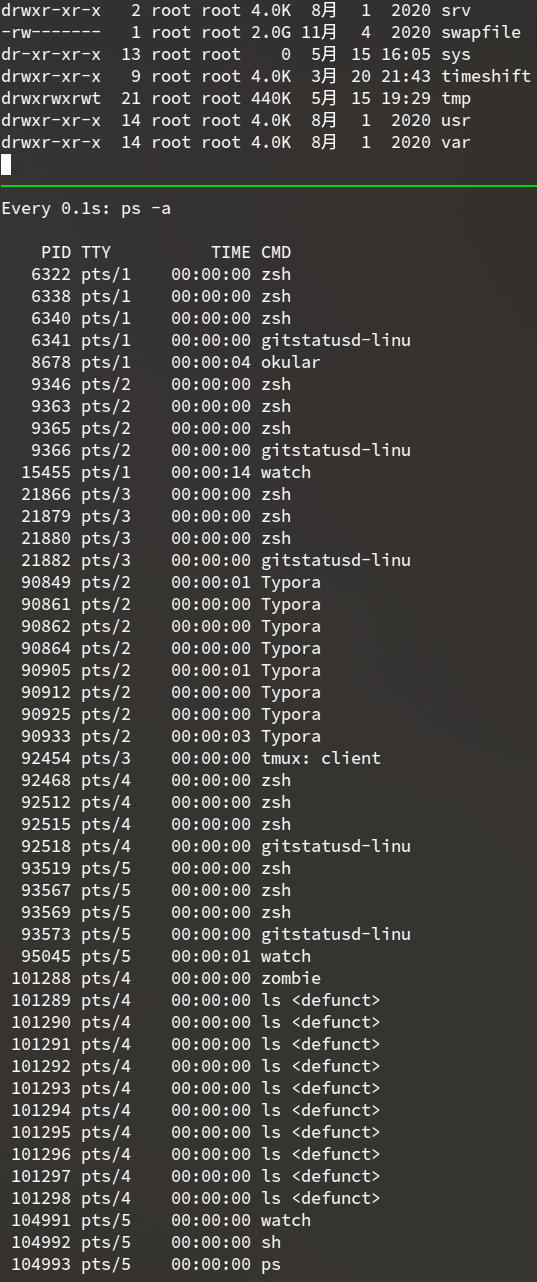 drwxr-xr-x   2 root root 4.0K  8月  1  2020 srv
-rw-------   1 root root 2.0G 11月  4  2020 swapfile
dr-xr-xr-x  13 root root    0  5月 15 16:05 sys
drwxr-xr-x   9 root root 4.0K  3月 20 21:43 timeshift
drwxrwxrwt  21 root root 440K  5月 15 19:29 tmp
drwxr-xr-x  14 root root 4.0K  8月  1  2020 usr
drwxr-xr-x  14 root root 4.0K  8月  1  2020 var
Every 0.1s: ps -a
    PID TTY          TIME CMD
   6322 pts/1    00:00:00 zsh
   6338 pts/1    00:00:00 zsh
   6340 pts/1    00:00:00 zsh
   6341 pts/1    00:00:00 gitstatusd-linu
   8678 pts/1    00:00:04 okular
   9346 pts/2    00:00:00 zsh
   9363 pts/2    00:00:00 zsh
   9365 pts/2    00:00:00 zsh
   9366 pts/2    00:00:00 gitstatusd-linu
  15455 pts/1    00:00:14 watch
  21866 pts/3    00:00:00 zsh
  21879 pts/3    00:00:00 zsh
  21880 pts/3    00:00:00 zsh
  21882 pts/3    00:00:00 gitstatusd-linu
  90849 pts/2    00:00:01 Typora
  90861 pts/2    00:00:00 Typora
  90862 pts/2    00:00:00 Typora
  90864 pts/2    00:00:00 Typora
  90905 pts/2    00:00:01 Typora
  90912 pts/2    00:00:00 Typora
  90925 pts/2    00:00:00 Typora
  90933 pts/2    00:00:03 Typora
  92454 pts/3    00:00:00 tmux: client
  92468 pts/4    00:00:00 zsh
  92512 pts/4    00:00:00 zsh
  92515 pts/4    00:00:00 zsh
  92518 pts/4    00:00:00 gitstatusd-linu
  93519 pts/5    00:00:00 zsh
  93567 pts/5    00:00:00 zsh
  93569 pts/5    00:00:00 zsh
  93573 pts/5    00:00:00 gitstatusd-linu
  95045 pts/5    00:00:01 watch
 101288 pts/4    00:00:00 zombie
 101289 pts/4    00:00:00 ls <defunct>
 101290 pts/4    00:00:00 ls <defunct>
 101291 pts/4    00:00:00 ls <defunct>
 101292 pts/4    00:00:00 ls <defunct>
 101293 pts/4    00:00:00 ls <defunct>
 101294 pts/4    00:00:00 ls <defunct>
 101295 pts/4    00:00:00 ls <defunct>
 101296 pts/4    00:00:00 ls <defunct>
 101297 pts/4    00:00:00 ls <defunct>
 101298 pts/4    00:00:00 ls <defunct>
 104991 pts/5    00:00:00 watch
 104992 pts/5    00:00:00 sh
 104993 pts/5    00:00:00 ps